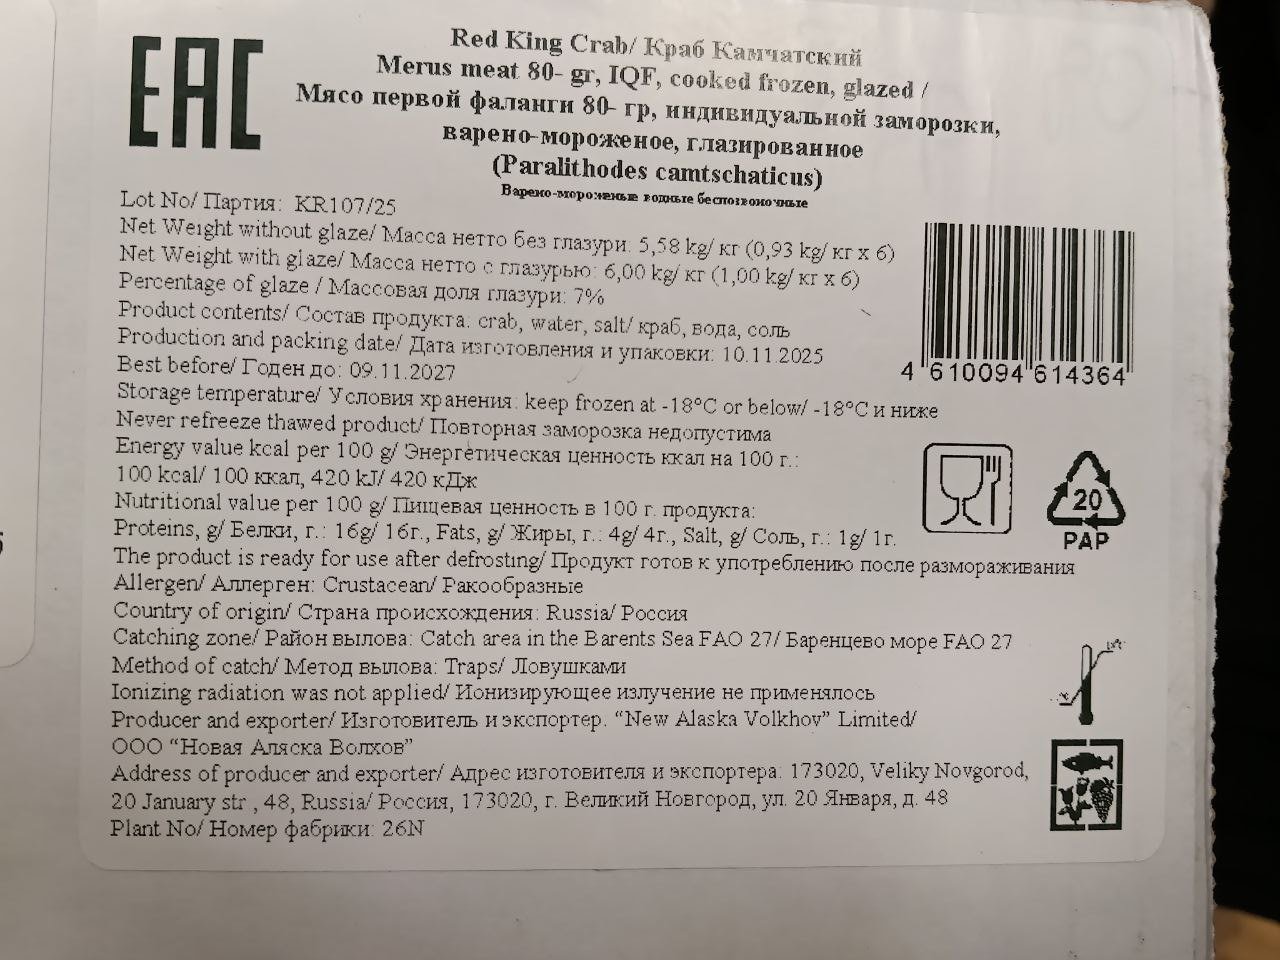 EAC
Red King Crab/ Краб Камчатский
Merus meat 80- gr, IQF, cooked frozen, glazed /
Мясо первой фаланги 80- гр, индивидуальной заморозки,
варено-мороженое, глазированное
(Paralithodes camtschaticus)
Варено-мороженые водные беспозвоночные
Lot No/ Партия: KR107/25
Net Weight without glaze/ Масса нетто без глазури: 5,58 kg/ кг (0,93 kg/ кг x 6)
Net Weight with glaze/ Масса нетто с глазурью: 6,00 kg/ кг (1,00 kg/ кг x 6)
Percentage of glaze / Массовая доля глазури: 7%
Product contents/ Состав продукта: crab, water, salt/ краб, вода, соль
Production and packing date/ Дата изготовления и упаковки: 10.11.2025
Best before/ Годен до: 09.11.2027
4 610094 614364
Storage temperature/ Условия хранения: keep frozen at -18°C or below/ -18°C и ниже
Never refreeze thawed product/ Повторная заморозка недопустима
Energy value kcal per 100 g/ Энергетическая ценность ккал на 100 г.:
100 kcal/ 100 ккал, 420 kJ/ 420 кДж
Nutritional value per 100 g/ Пищевая ценность в 100 г. продукта:
Proteins, g/ Белки, г.: 16g/ 16г., Fats, g/ Жиры, г.: 4g/ 4г., Salt, g/ Соль, г.: 1g/ 1г.
20
PAP
The product is ready for use after defrosting/ Продукт готов к употреблению после размораживания
Allergen/ Аллерген: Crustacean/ Ракообразные
Country of origin/ Страна происхождения: Russia/ Россия
Catching zone/ Район вылова: Catch area in the Barents Sea FAO 27/ Баренцево море FAO 27
Method of catch/ Метод вылова: Traps/ Ловушками
Ionizing radiation was not applied/ Ионизирующее излучение не применялось
Producer and exporter/ Изготовитель и экспортер. "New Alaska Volkhov" Limited/
ООО "Новая Аляска Волхов"
Address of producer and exporter/ Адрес изготовителя и экспортера: 173020, Veliky Novgorod,
20 January str , 48, Russia/ Россия, 173020, г. Великий Новгород, ул. 20 Января, д. 48
Plant No/ Номер фабрики: 26N